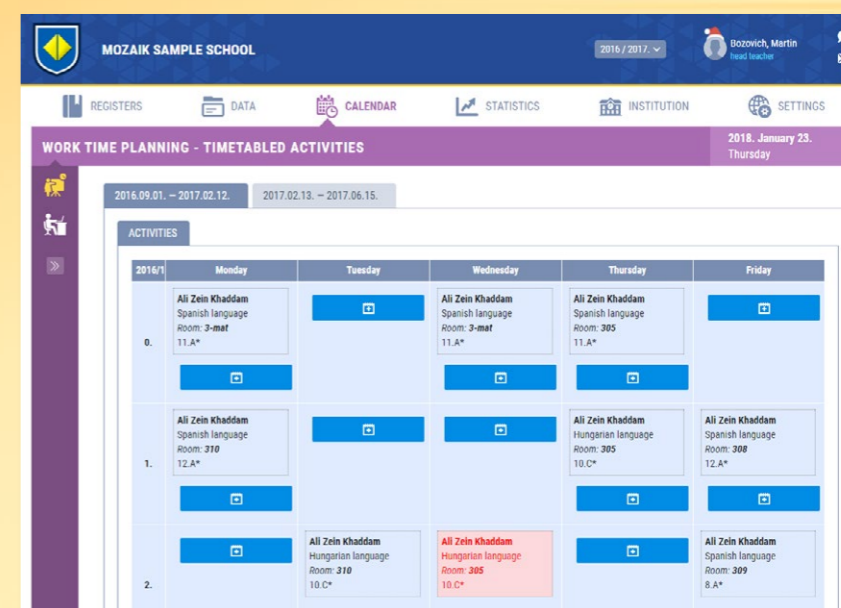 MOZAIK SAMPLE SCHOOL
2016 / 2017.
Bozovich, Martin
head teacher
REGISTERS
DATA
CALENDAR
STATISTICS
INSTITUTION
SETTINGS
WORK TIME PLANNING - TIMETABLED ACTIVITIES
2018. January 23.
Thursday
2016.09.01. – 2017.02.12.
2017.02.13. – 2017.06.15.
ACTIVITIES
2016/1 Monday Tuesday Wednesday Thursday Friday
0.
Ali Zein Khaddam
Spanish language
Room: 3-mat
11.A*
Ali Zein Khaddam
Spanish language
Room: 3-mat
11.A*
Ali Zein Khaddam
Spanish language
Room: 305
11.A*
1.
Ali Zein Khaddam
Spanish language
Room: 310
12.A*
Ali Zein Khaddam
Hungarian language
Room: 305
10.C*
Ali Zein Khaddam
Spanish language
Room: 308
12.A*
2.
Ali Zein Khaddam
Hungarian language
Room: 310
10.C*
Ali Zein Khaddam
Hungarian language
Room: 305
10.C*
Ali Zein Khaddam
Spanish language
Room: 309
8.A*